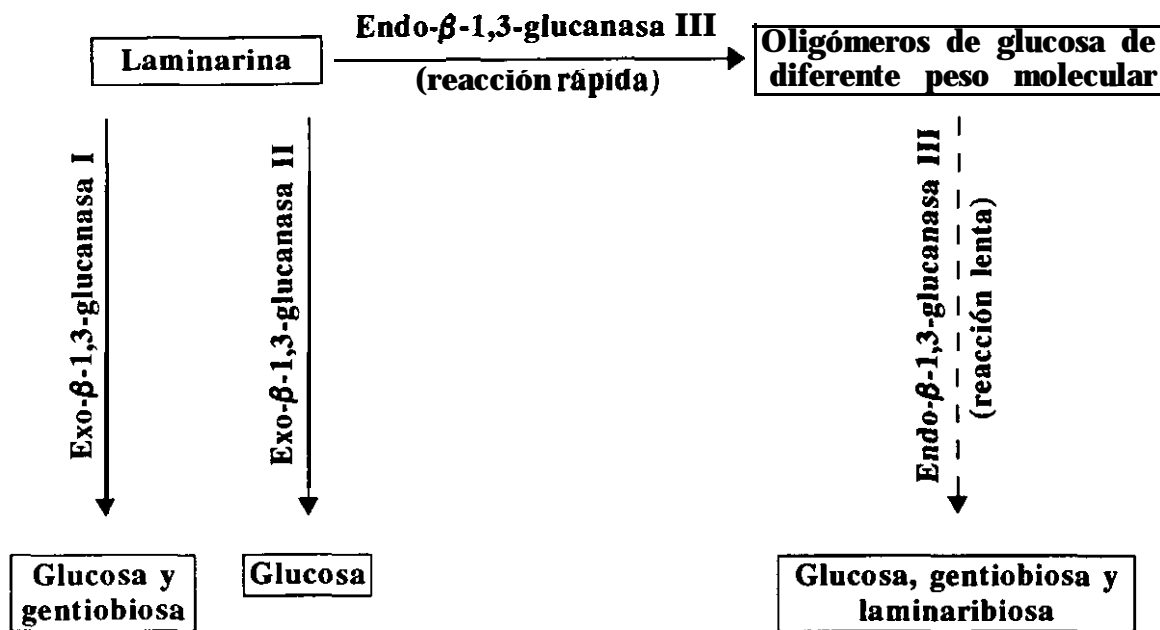 Endo-β-1,3-glucanasa III
Laminarina
(reacción rápida)
Oligómeros de glucosa de
diferente peso molecular
Exo-β-1,3-glucanasa I
Exo-β-1,3-glucanasa II
Endo-β-1,3-glucanasa III
(reacción lenta)
Glucosa y
gentiobiosa
Glucosa
Glucosa, gentiobiosa y
laminaribiosa